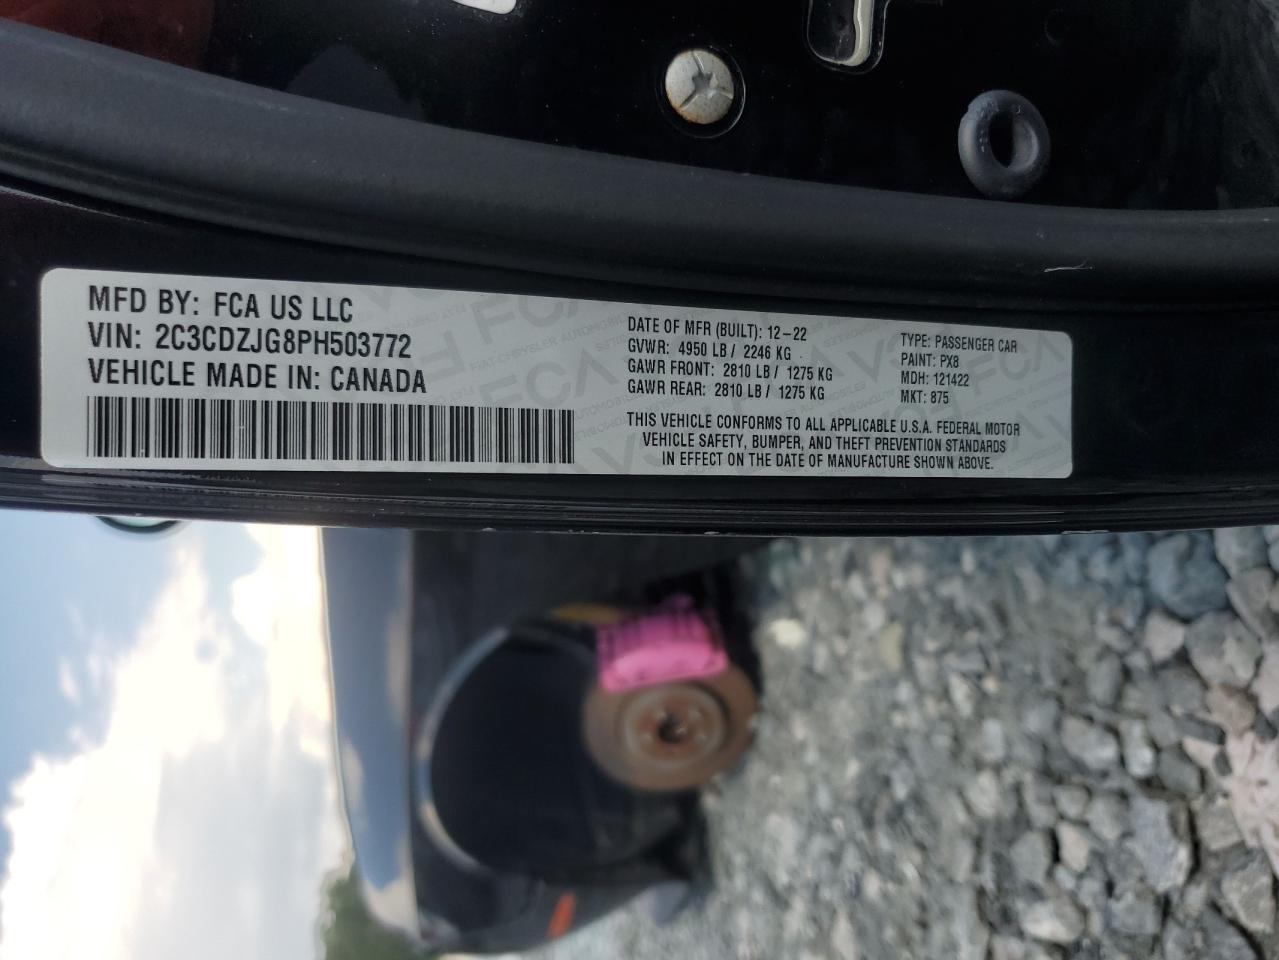 MFD BY: FCA US LLC
VIN: 2C3CDZJG8PH503772
VEHICLE MADE IN: CANADA
DATE OF MFR (BUILT): 12-22
GVWR: 4950 LB / 2246 KG
GAWR FRONT: 2810 LB / 1275 KG
GAWR REAR: 2810 LB / 1275 KG
TYPE: PASSENGER CAR
PAINT: PX8
MDH: 121422
MKT: 875
THIS VEHICLE CONFORMS TO ALL APPLICABLE U.S.A. FEDERAL MOTOR
VEHICLE SAFETY, BUMPER, AND THEFT PREVENTION STANDARDS
IN EFFECT ON THE DATE OF MANUFACTURE SHOWN ABOVE.